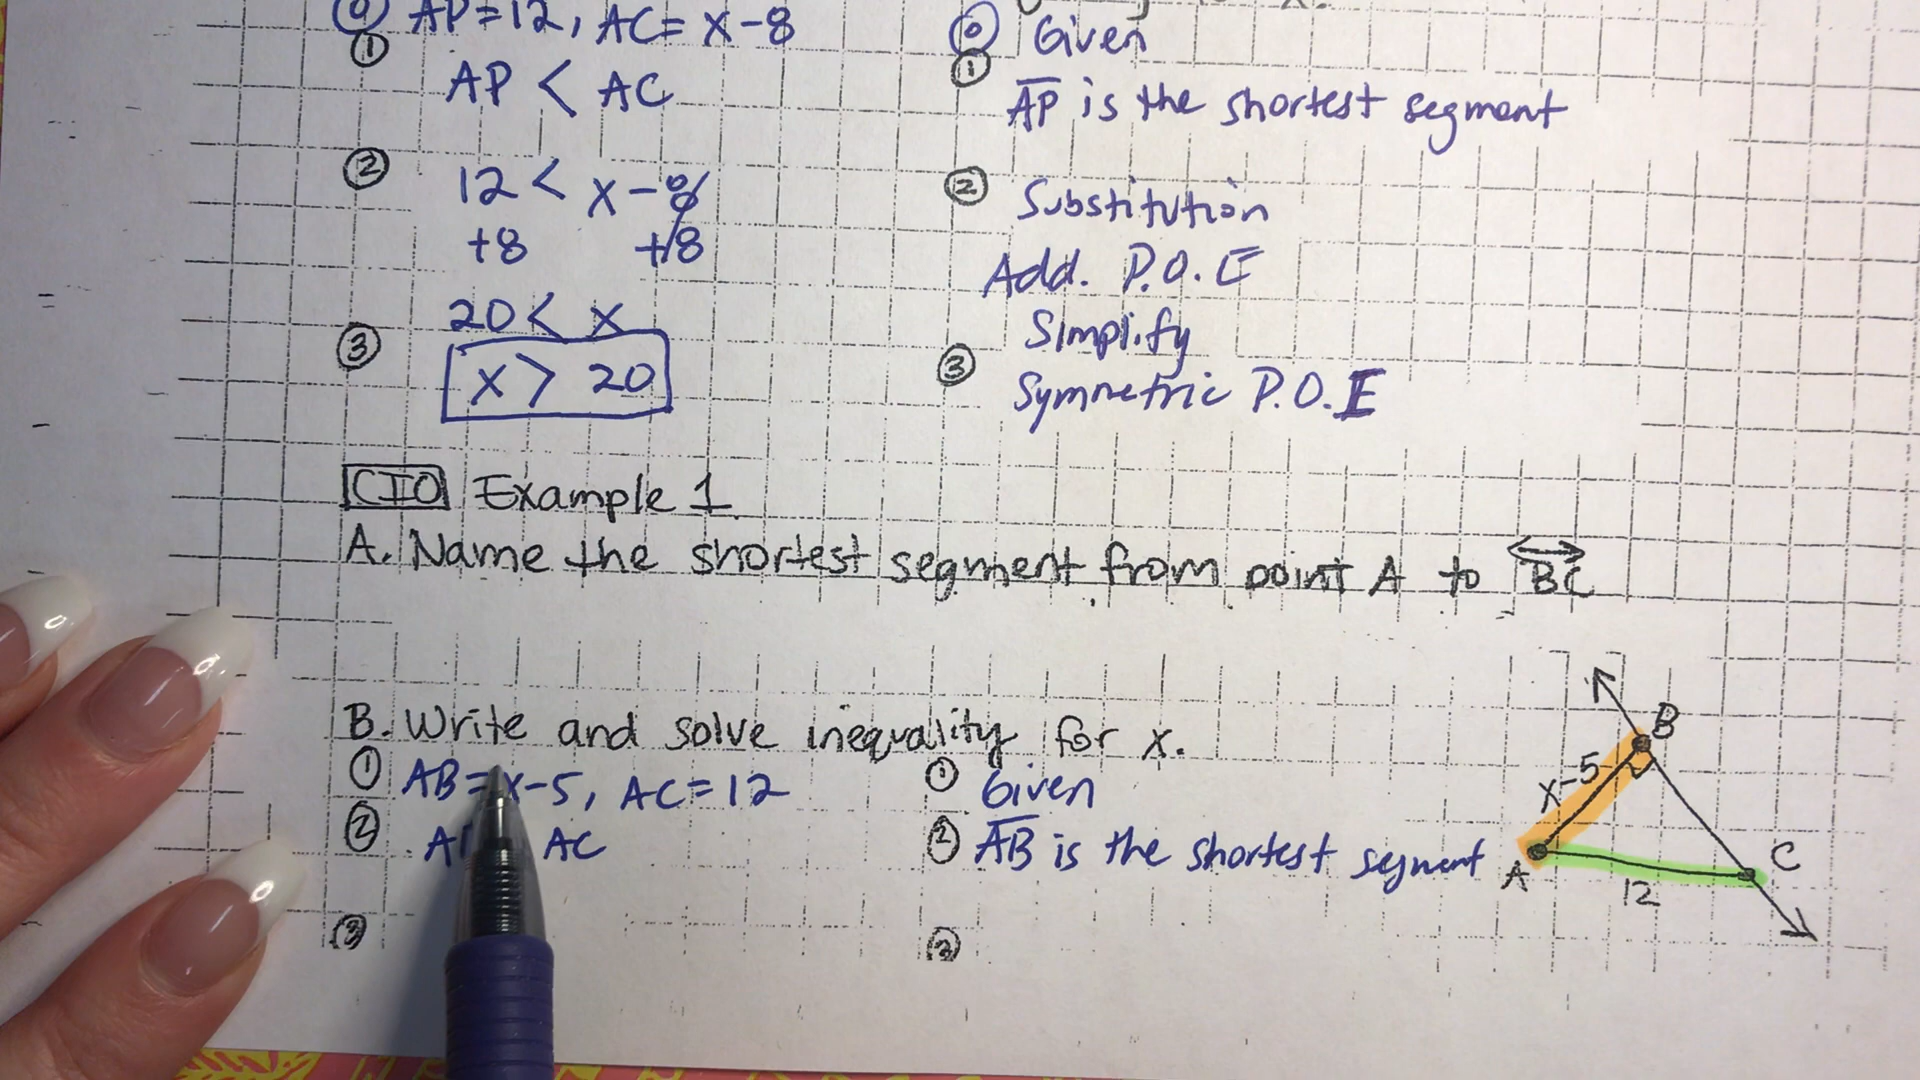 AP=12, AC= x-8
Given
① AP < AC
① AP is the shortest segment
② 12 < x-8
② Substitution
+8 +8
Add. P.O.E
20 < x
Simplify
③ x > 20
③ Symmetric P.O.E
CIO Example 1
A. Name the shortest segment from point A to BC
B. Write and solve inequality for x.
① AB=x-5, AC=12
① Given
② AC
② AB is the shortest segment
③
③
B
x-5
A
12
C